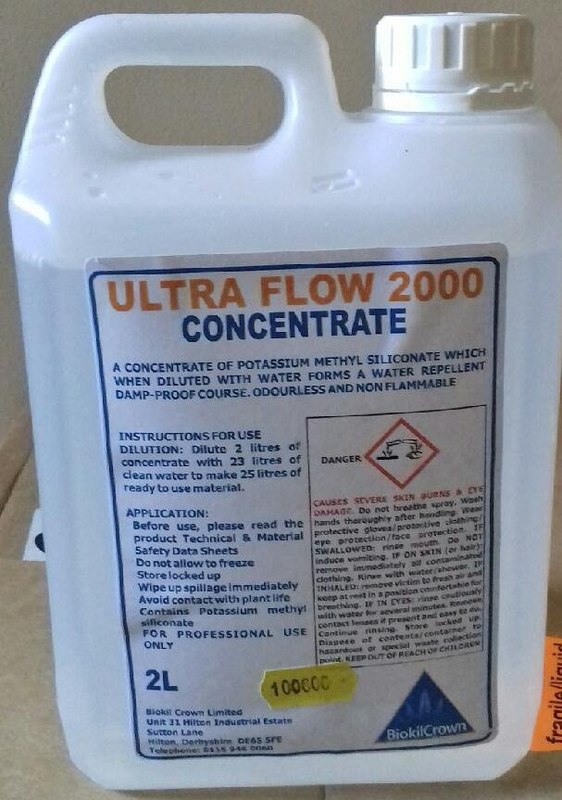 ULTRA FLOW 2000
CONCENTRATE
A CONCENTRATE OF POTASSIUM METHYL SILICONATE WHICH
WHEN DILUTED WITH WATER FORMS A WATER REPELLENT
DAMP-PROOF COURSE. ODOURLESS AND NON FLAMMABLE
INSTRUCTIONS FOR USE
DILUTION: Dilute 2 litres of
concentrate with 23 litres of
clean water to make 25 litres of
ready to use material.
APPLICATION:
Before use, please read the
product Technical & Material
Safety Data Sheets
Do not allow to freeze
Store locked up
Wipe up spillage immediately
Avoid contact with plant life
Contains Potassium methyl
siliconate
FOR PROFESSIONAL USE
ONLY
DANGER
CAUSES SEVERE SKIN BURNS & EYE
DAMAGE. Do not breathe spray. Wash
hands thoroughly after handling. Wear
protective gloves/protective clothing/
eye protection/face protection. IF
SWALLOWED: rinse mouth. Do NOT
induce vomiting. IF ON SKIN (or hair):
remove immediately all contaminated
clothing. Rinse with water/shower. IF
INHALED: remove victim to fresh air and
keep at rest in a position comfortable for
breathing. IF IN EYES: rinse cautiously
with water for several minutes. Remove
contact lenses if present and easy to do.
Continue rinsing. Store locked up.
Dispose of contents/container to
hazardous or special waste collection
point. KEEP OUT OF REACH OF CHILDREN
2L
Biokil Crown Limited
Unit 31 Hilton Industrial Estate
Sutton Lane
Hilton, Derbyshire DE65 5FE
Telephone:
BiokilCrown
fragile/liquid